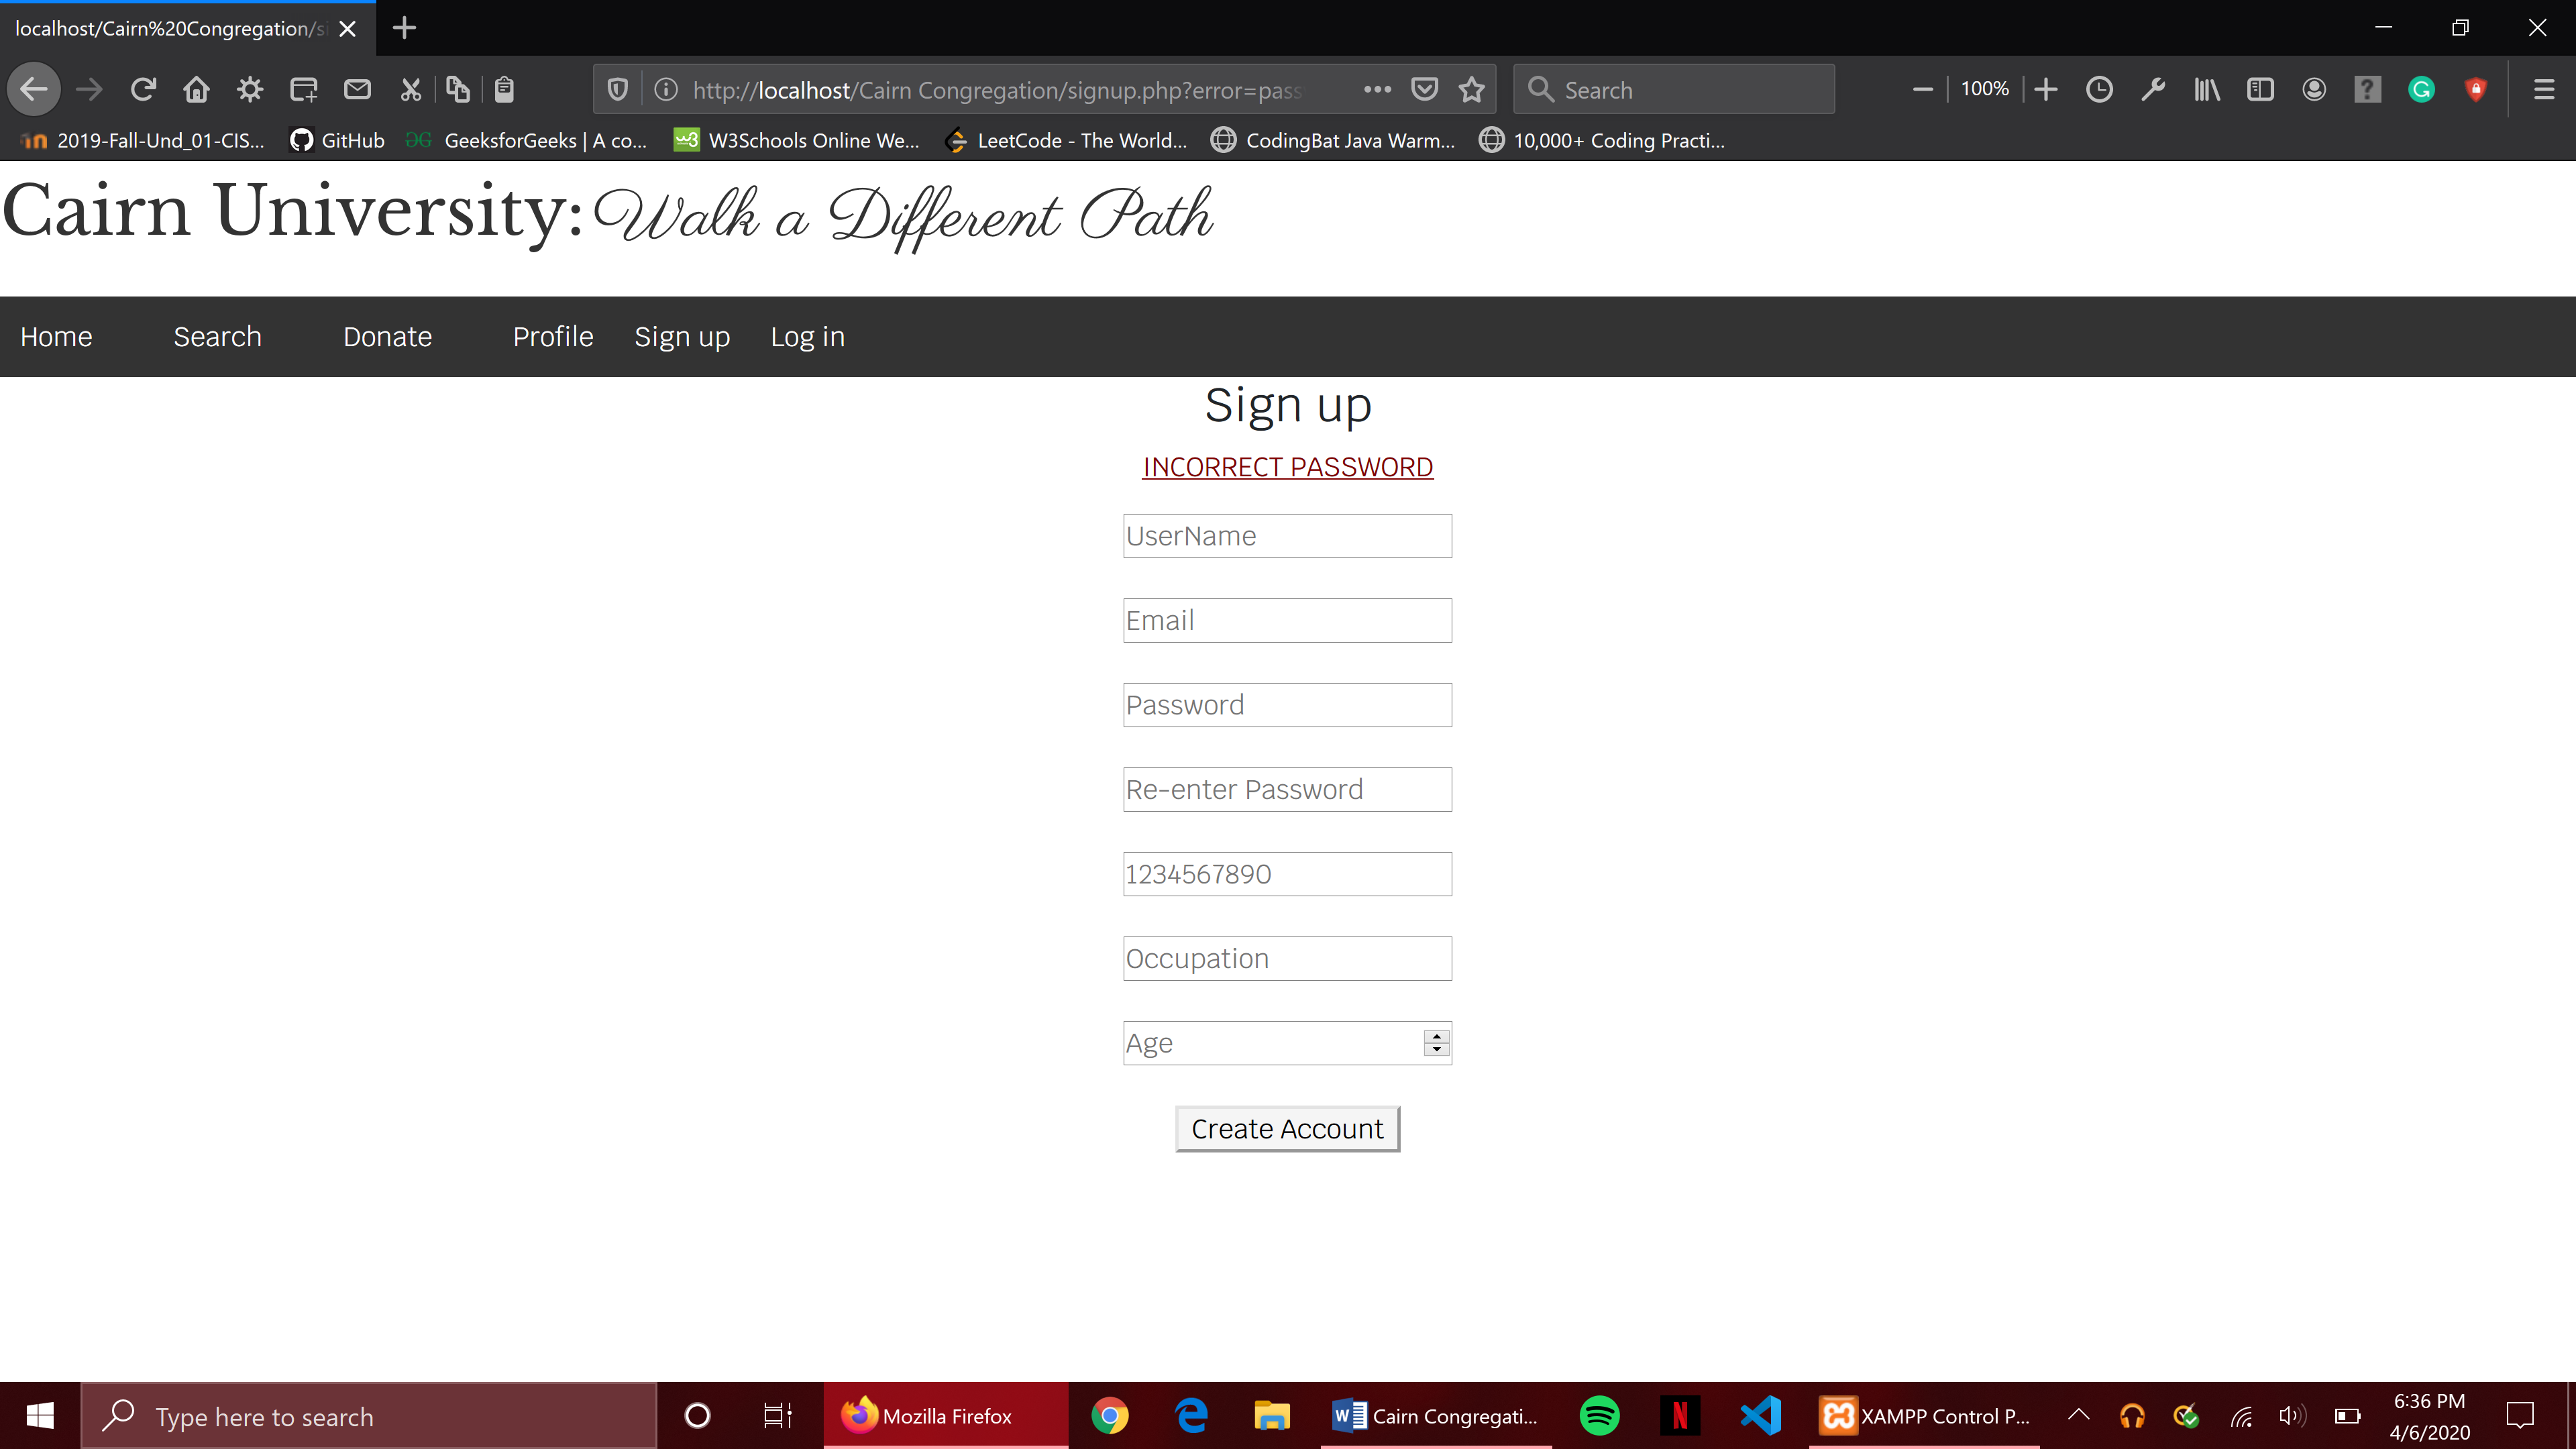 localhost/Cairn%20Congregation/si
http://localhost/Cairn Congregation/signup.php?error=pass
Search
100%
2019-Fall-Und_01-CIS...
GitHub
GeeksforGeeks | A co...
W3Schools Online We...
LeetCode - The World...
CodingBat Java Warm...
10,000+ Coding Practi...
Cairn University: Walk a Different Path
Home
Search
Donate
Profile
Sign up
Log in
Sign up
INCORRECT PASSWORD
UserName
Email
Password
Re-enter Password
1234567890
Occupation
Age
Create Account
Type here to search
Mozilla Firefox
Cairn Congregati...
XAMPP Control P...
6:36 PM
4/6/2020